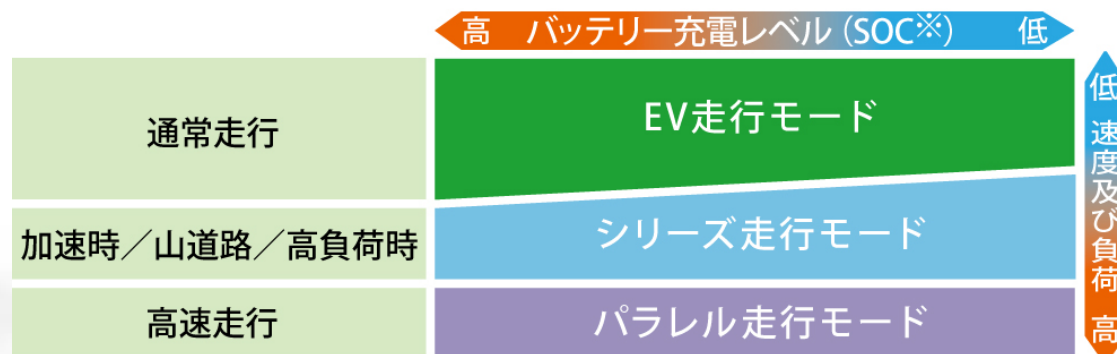 高 バッテリー充電レベル（SOC※） 低
通常走行
EV走行モード
加速時／山道路／高負荷時
シリーズ走行モード
高速走行
パラレル走行モード
低 速度及び負荷 高